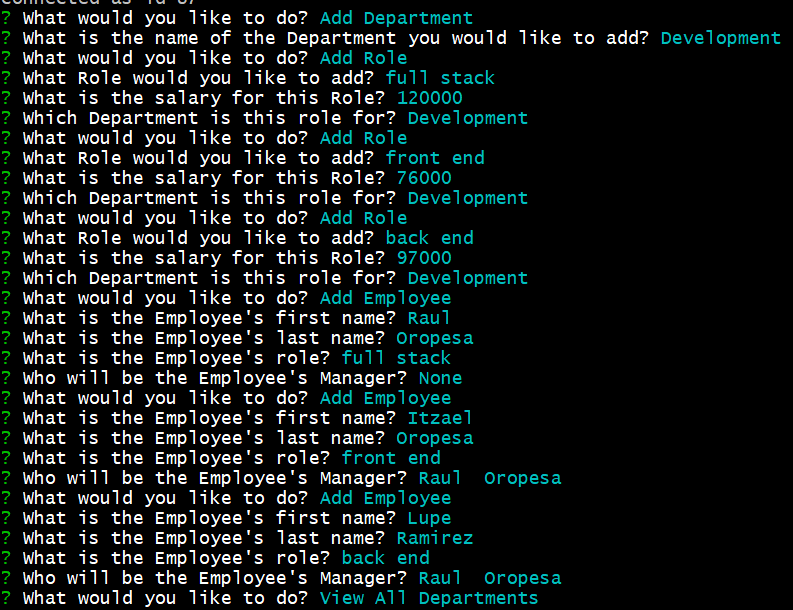 ? What would you like to do? Add Department
? What is the name of the Department you would like to add? Development
? What would you like to do? Add Role
? What Role would you like to add? full stack
? What is the salary for this Role? 120000
? Which Department is this role for? Development
? What would you like to do? Add Role
? What Role would you like to add? front end
? What is the salary for this Role? 76000
? Which Department is this role for? Development
? What would you like to do? Add Role
? What Role would you like to add? back end
? What is the salary for this Role? 97000
? Which Department is this role for? Development
? What would you like to do? Add Employee
? What is the Employee's first name? Raul
? What is the Employee's last name? Oropesa
? What is the Employee's role? full stack
? Who will be the Employee's Manager? None
? What would you like to do? Add Employee
? What is the Employee's first name? Itzael
? What is the Employee's last name? Oropesa
? What is the Employee's role? front end
? Who will be the Employee's Manager? Raul  Oropesa
? What would you like to do? Add Employee
? What is the Employee's first name? Lupe
? What is the Employee's last name? Ramirez
? What is the Employee's role? back end
? Who will be the Employee's Manager? Raul  Oropesa
? What would you like to do? View All Departments